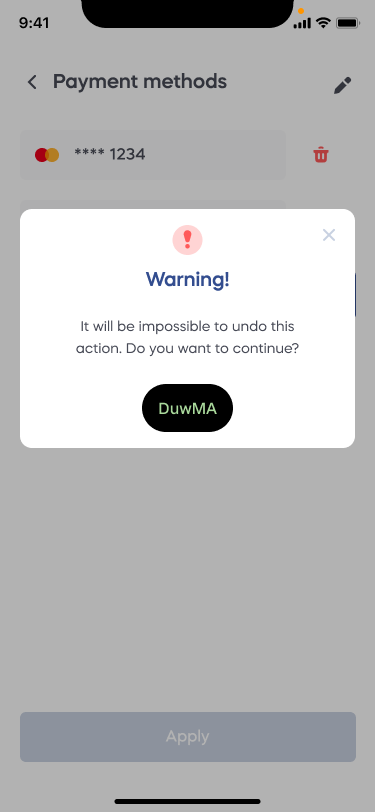 9:41
Payment methods
**** 1234
Warning!
It will be impossible to undo this
action. Do you want to continue?
DuwMA
Apply